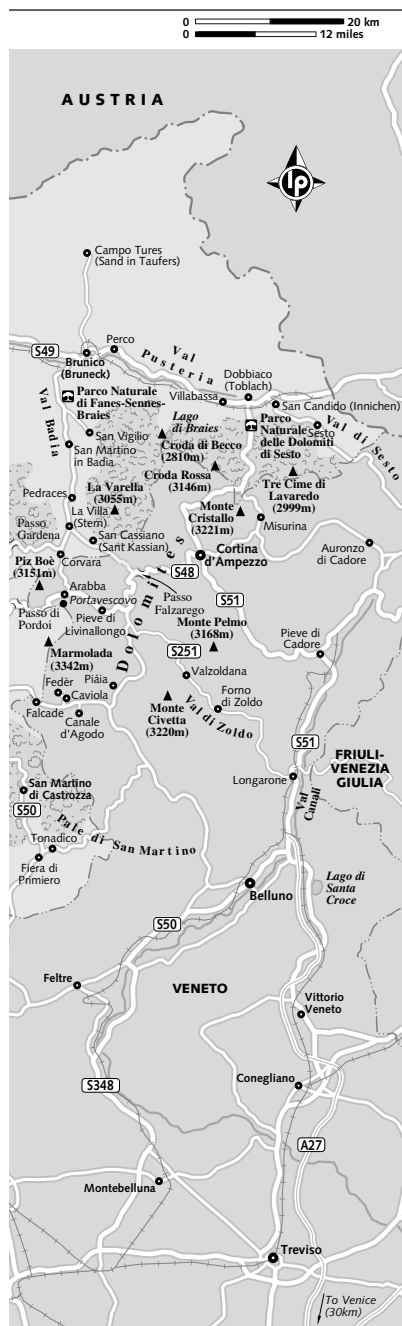 0 20 km
0 12 miles
AUSTRIA
lp
Campo Tures
(Sand in Taufers)
S49
Perco
Brunico
(Bruneck)
Val
Pusteria
Dobbiaco
(Toblach)
Villabassa
Parco Naturale
di Fanes-Sennes-
Braies
San Candido (Innichen)
Val Badia
Lago
di Braies
Parco
Naturale
delle Dolomiti
di Sesto
Sesto
Val di Sesto
San Vigilio
Croda di Becco
(2810m)
San Martino
in Badia
Croda Rossa
(3146m)
Tre Cime di
Lavaredo
(2999m)
Pedraces
La Varella
(3055m)
La Villa
(Stern)
Monte
Cristallo
(3221m)
Misurina
Passo
Gardena
San Cassiano
(Sankt Kassian)
Cortina
d'Ampezzo
Auronzo
di Cadore
Corvara
Piz Boè
(3151m)
S48
Arabba
Portavescovo
Passo
Falzarego
S51
Passo di
Pordoi
Pieve di
Livinallongo
Dolomites
Monte Pelmo
(3168m)
Pieve di
Cadore
Marmolada
(3342m)
S251
Valzoldana
Fedèr
Piáia
Caviola
Forno
di Zoldo
Falcade
Canale
d'Agodo
Monte
Civetta
(3220m)
Val di Zoldo
S51
FRIULI-
VENEZIA
GIULIA
Longarone
San Martino
di Castrozza
S50
Val
Canali
Pale di San Martino
Tonadico
Fiera di
Primiero
Belluno
Lago di
Santa
Croce
S50
Feltre
VENETO
Vittorio
Veneto
Conegliano
S348
A27
Montebelluna
Treviso
To Venice
(30km)